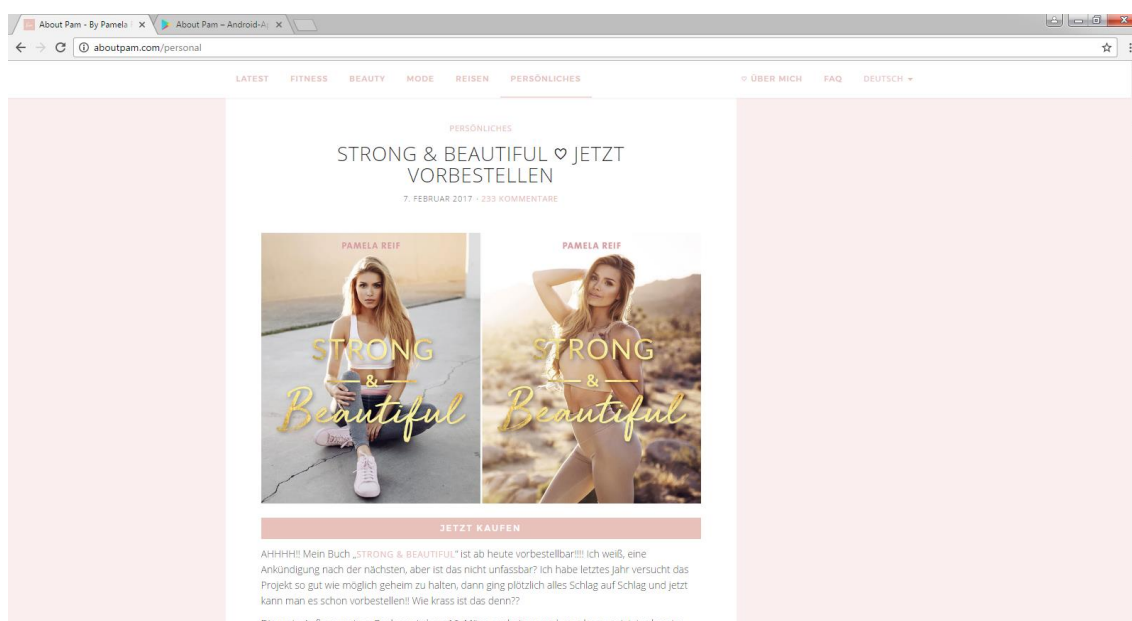 About Pam - By Pamela
About Pam – Android-Ap
aboutpam.com/personal
LATEST FITNESS BEAUTY MODE REISEN PERSÖNLICHES ♡ ÜBER MICH FAQ DEUTSCH
PERSÖNLICHES
STRONG & BEAUTIFUL ♡ JETZT
VORBESTELLEN
7. FEBRUAR 2017 • 233 KOMMENTARE
PAMELA REIF
STRONG
&
Beautiful
PAMELA REIF
STRONG
&
Beautiful
JETZT KAUFEN
AHHHH!! Mein Buch „STRONG & BEAUTIFUL“ ist ab heute vorbestellbar!!!! Ich weiß, eine
Ankündigung nach der nächsten, aber ist das nicht unfassbar? Ich habe letztes Jahr versucht das
Projekt so gut wie möglich geheim zu halten, dann ging plötzlich alles Schlag auf Schlag und jetzt
kann man es schon vorbestellen!! Wie krass ist das denn??